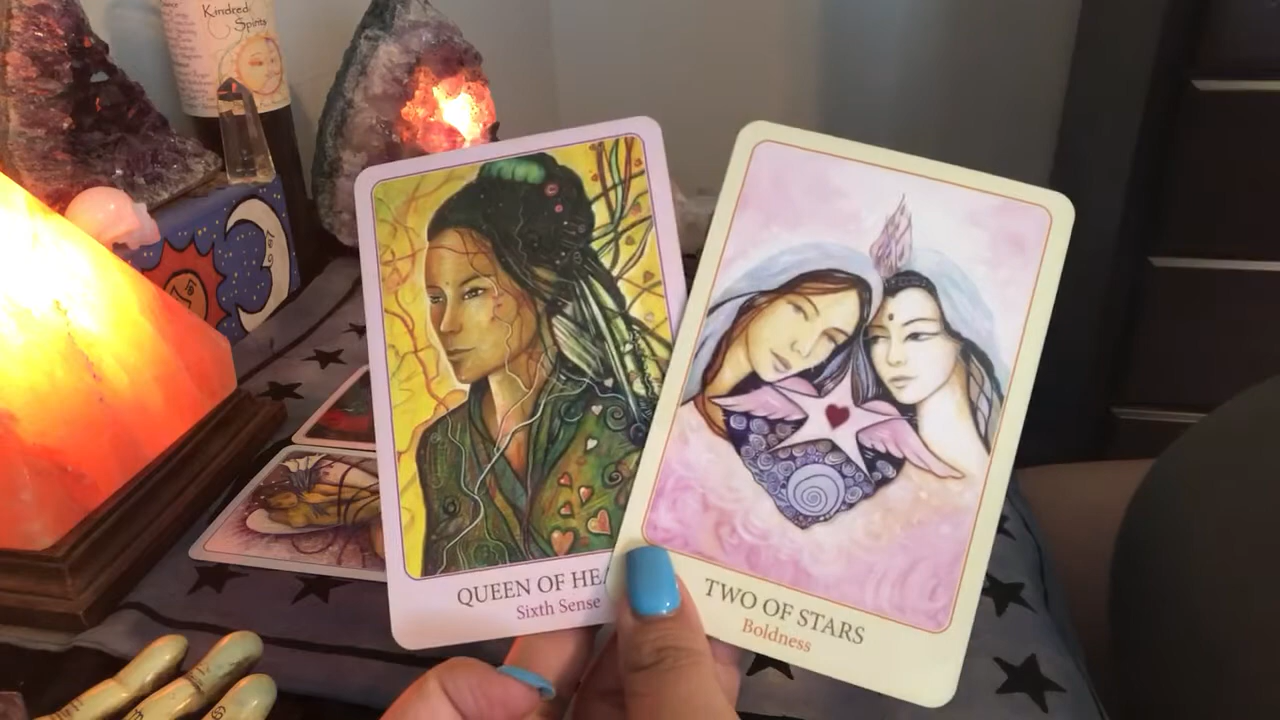 Kindred
Spirits
QUEEN OF HEA
Sixth Sense
TWO OF STARS
Boldness